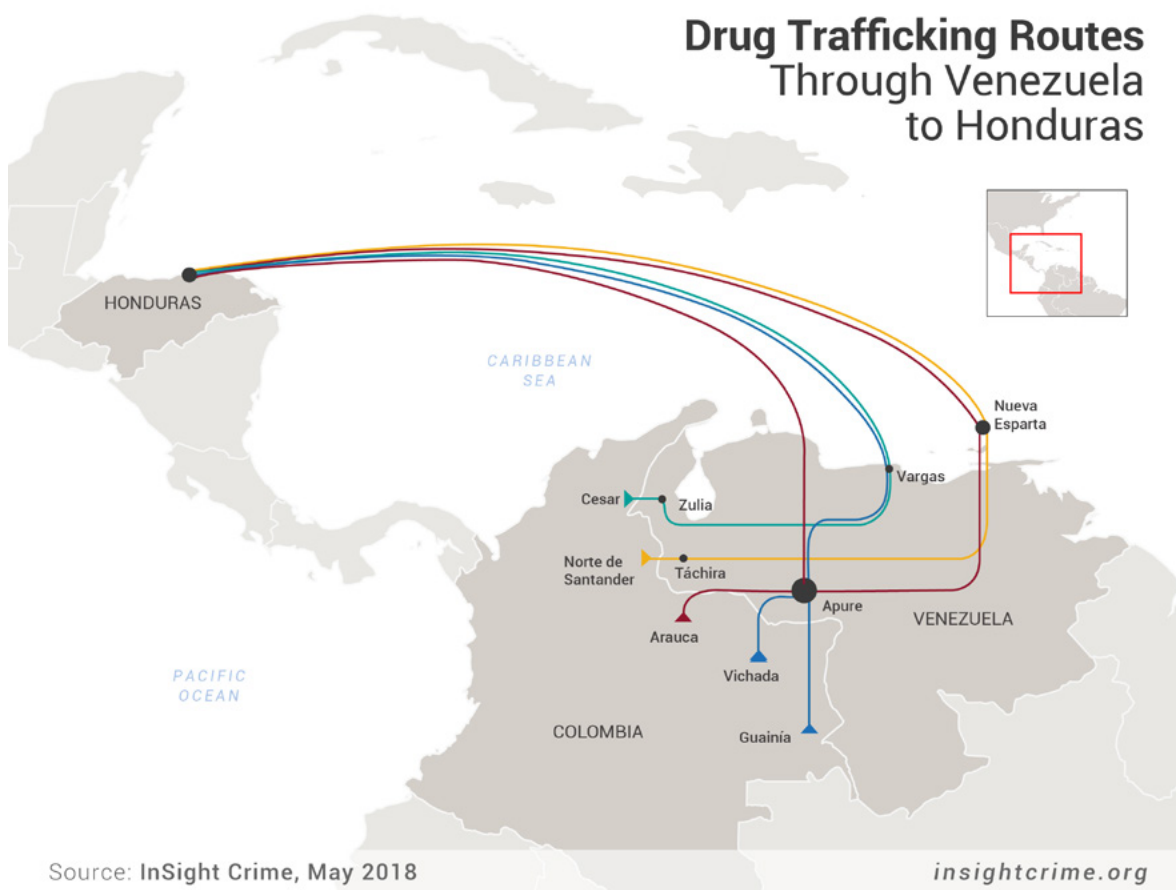 Drug Trafficking Routes
Through Venezuela
to Honduras
HONDURAS
CARIBBEAN
SEA
Nueva
Esparta
Vargas
Cesar
Zulia
Norte de
Santander
Táchira
Apure
VENEZUELA
Arauca
Vichada
PACIFIC
OCEAN
COLOMBIA
Guainía
Source: InSight Crime, May 2018
insightcrime.org